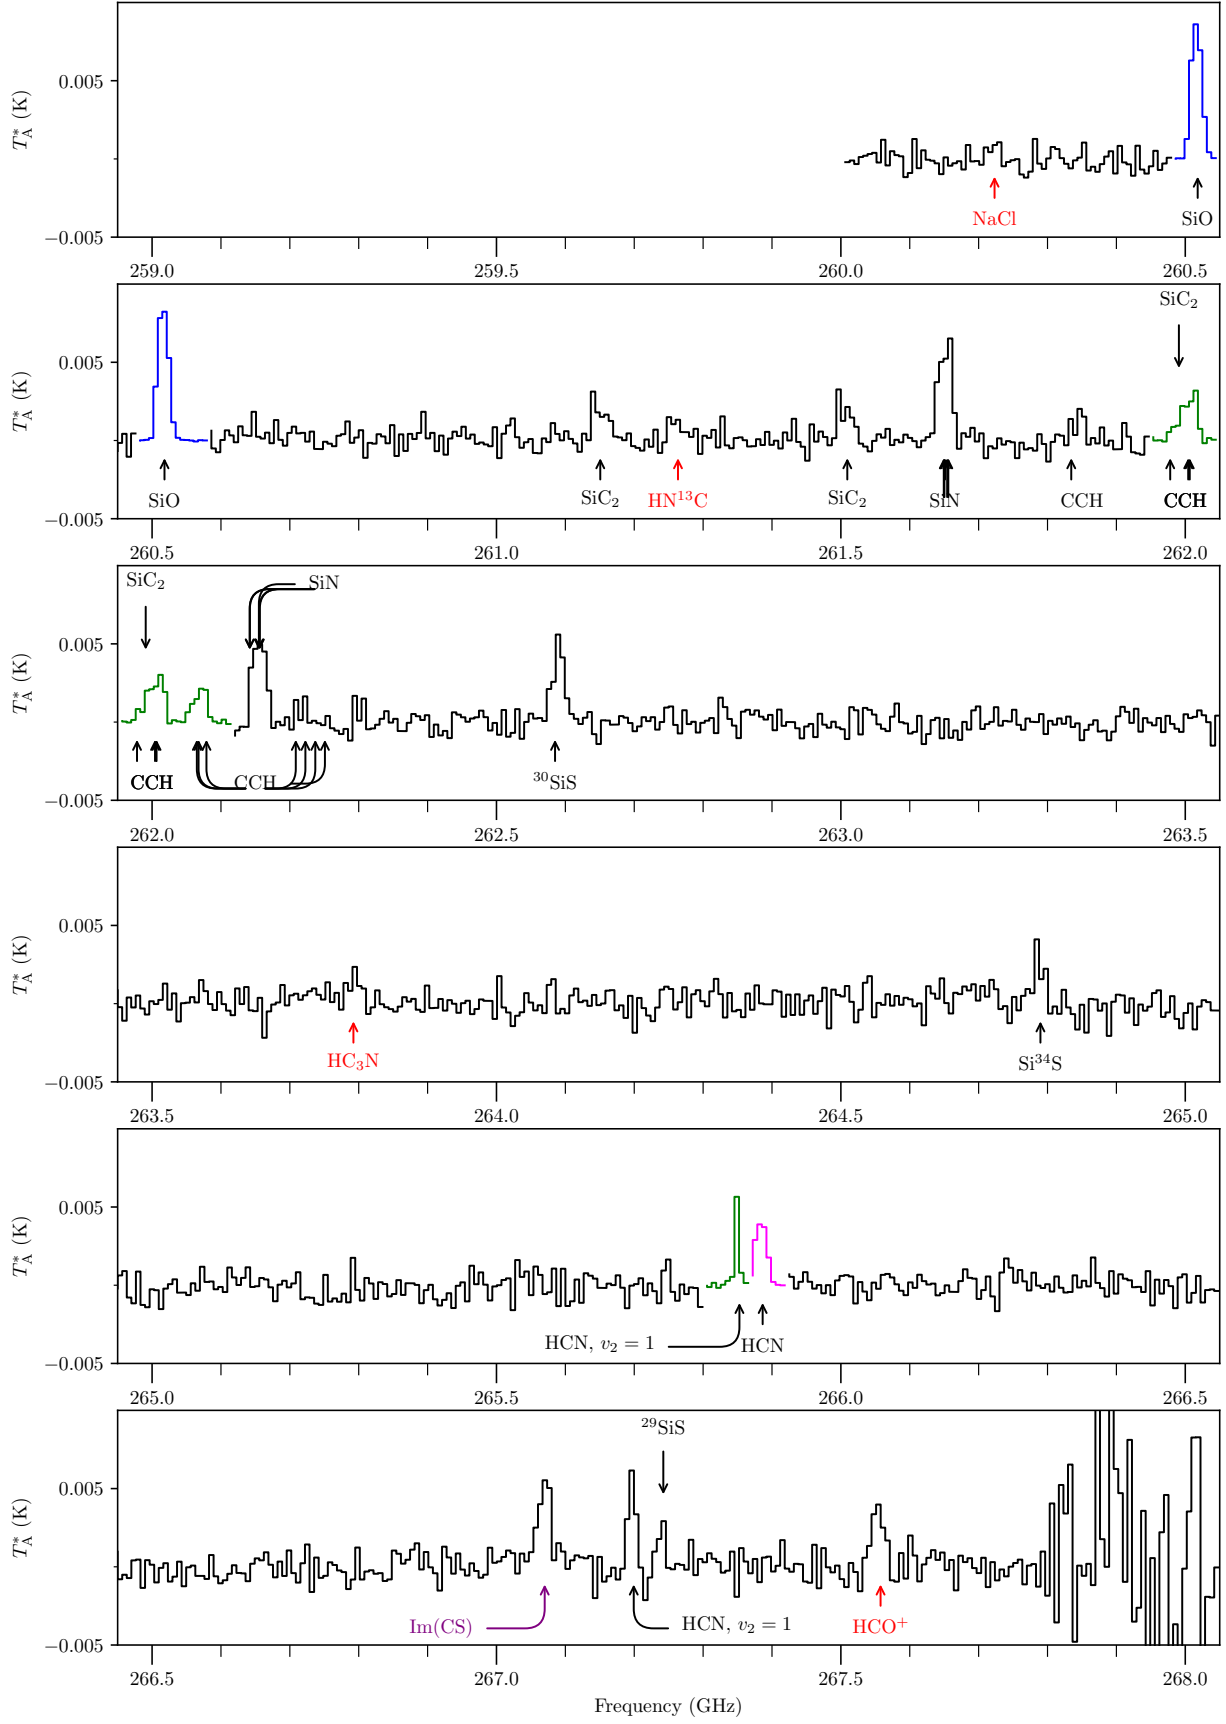 0.005
T*A (K)
NaCl
SiO
−0.005
259.0 259.5 260.0 260.5
SiC2
0.005
T*A (K)
SiO SiC2 HN13C SiC2 SiN CCH CCH
−0.005
260.5 261.0 261.5 262.0
SiC2 SiN
0.005
T*A (K)
CCH CCH 30SiS
−0.005
262.0 262.5 263.0 263.5
0.005
T*A (K)
HC3N Si34S
−0.005
263.5 264.0 264.5 265.0
0.005
T*A (K)
HCN, v2 = 1 HCN
−0.005
265.0 265.5 266.0 266.5
29SiS
0.005
T*A (K)
Im(CS) HCN, v2 = 1 HCO+
−0.005
266.5 267.0 267.5 268.0
Frequency (GHz)